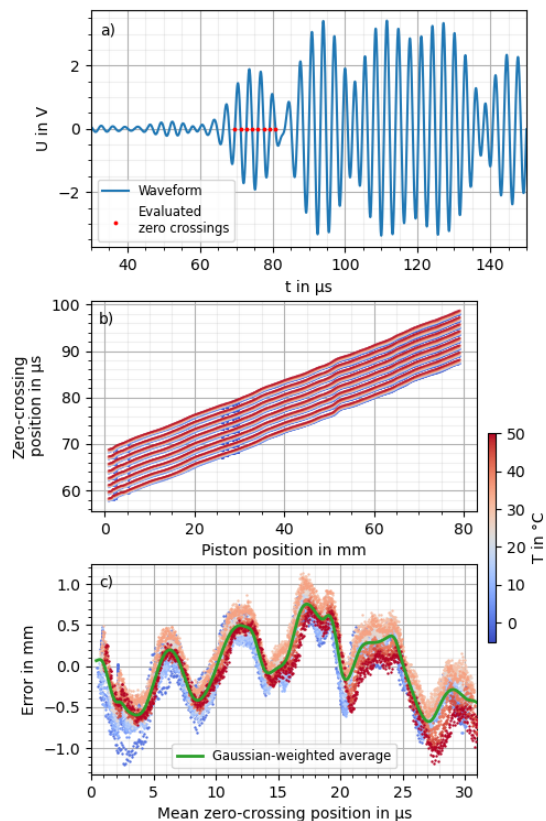 a)
U in V
2
0
−2
Waveform
Evaluated
zero crossings
40
60
80
100
120
140
t in µs
b)
Zero-crossing
position in µs
100
90
80
70
60
0
20
40
60
80
Piston position in mm
50
40
30
20
10
0
T in °C
c)
Error in mm
1.0
0.5
0.0
−0.5
−1.0
Gaussian-weighted average
0
5
10
15
20
25
30
Mean zero-crossing position in µs